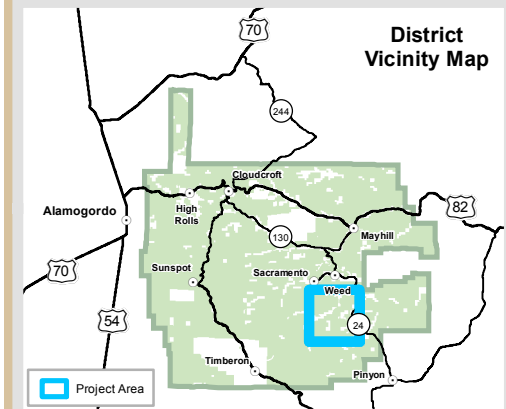 District
Vicinity Map
70
244
Cloudcroft
High
Rolls
82
Alamogordo
130
Mayhill
70
Sunspot
Sacramento
Weed
54
24
Timberon
Pinyon
Project Area